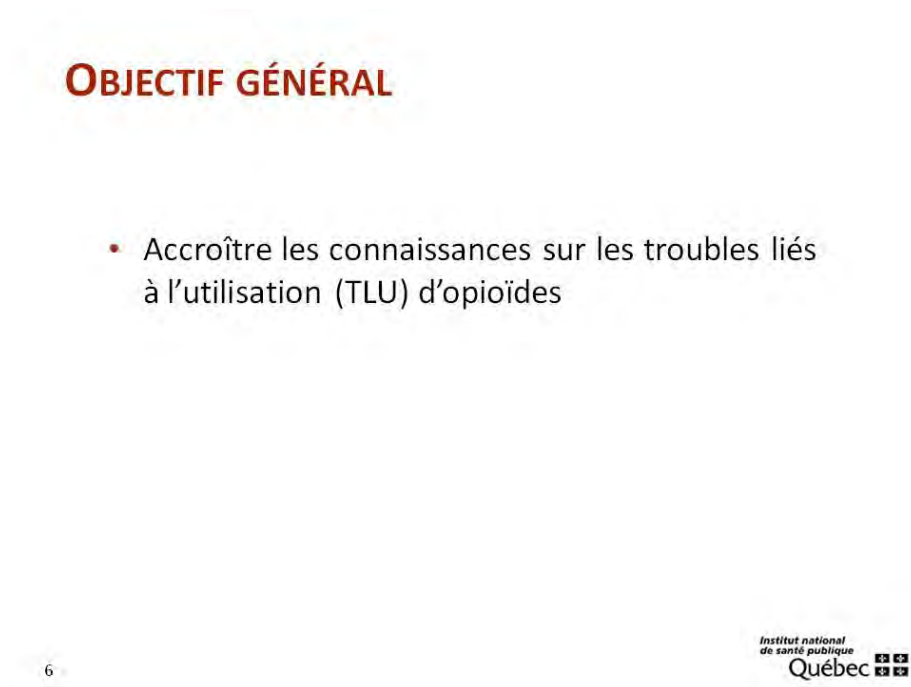 OBJECTIF GÉNÉRAL
• Accroître les connaissances sur les troubles liés
à l'utilisation (TLU) d'opioïdes
6
Institut national
de santé publique
Québec